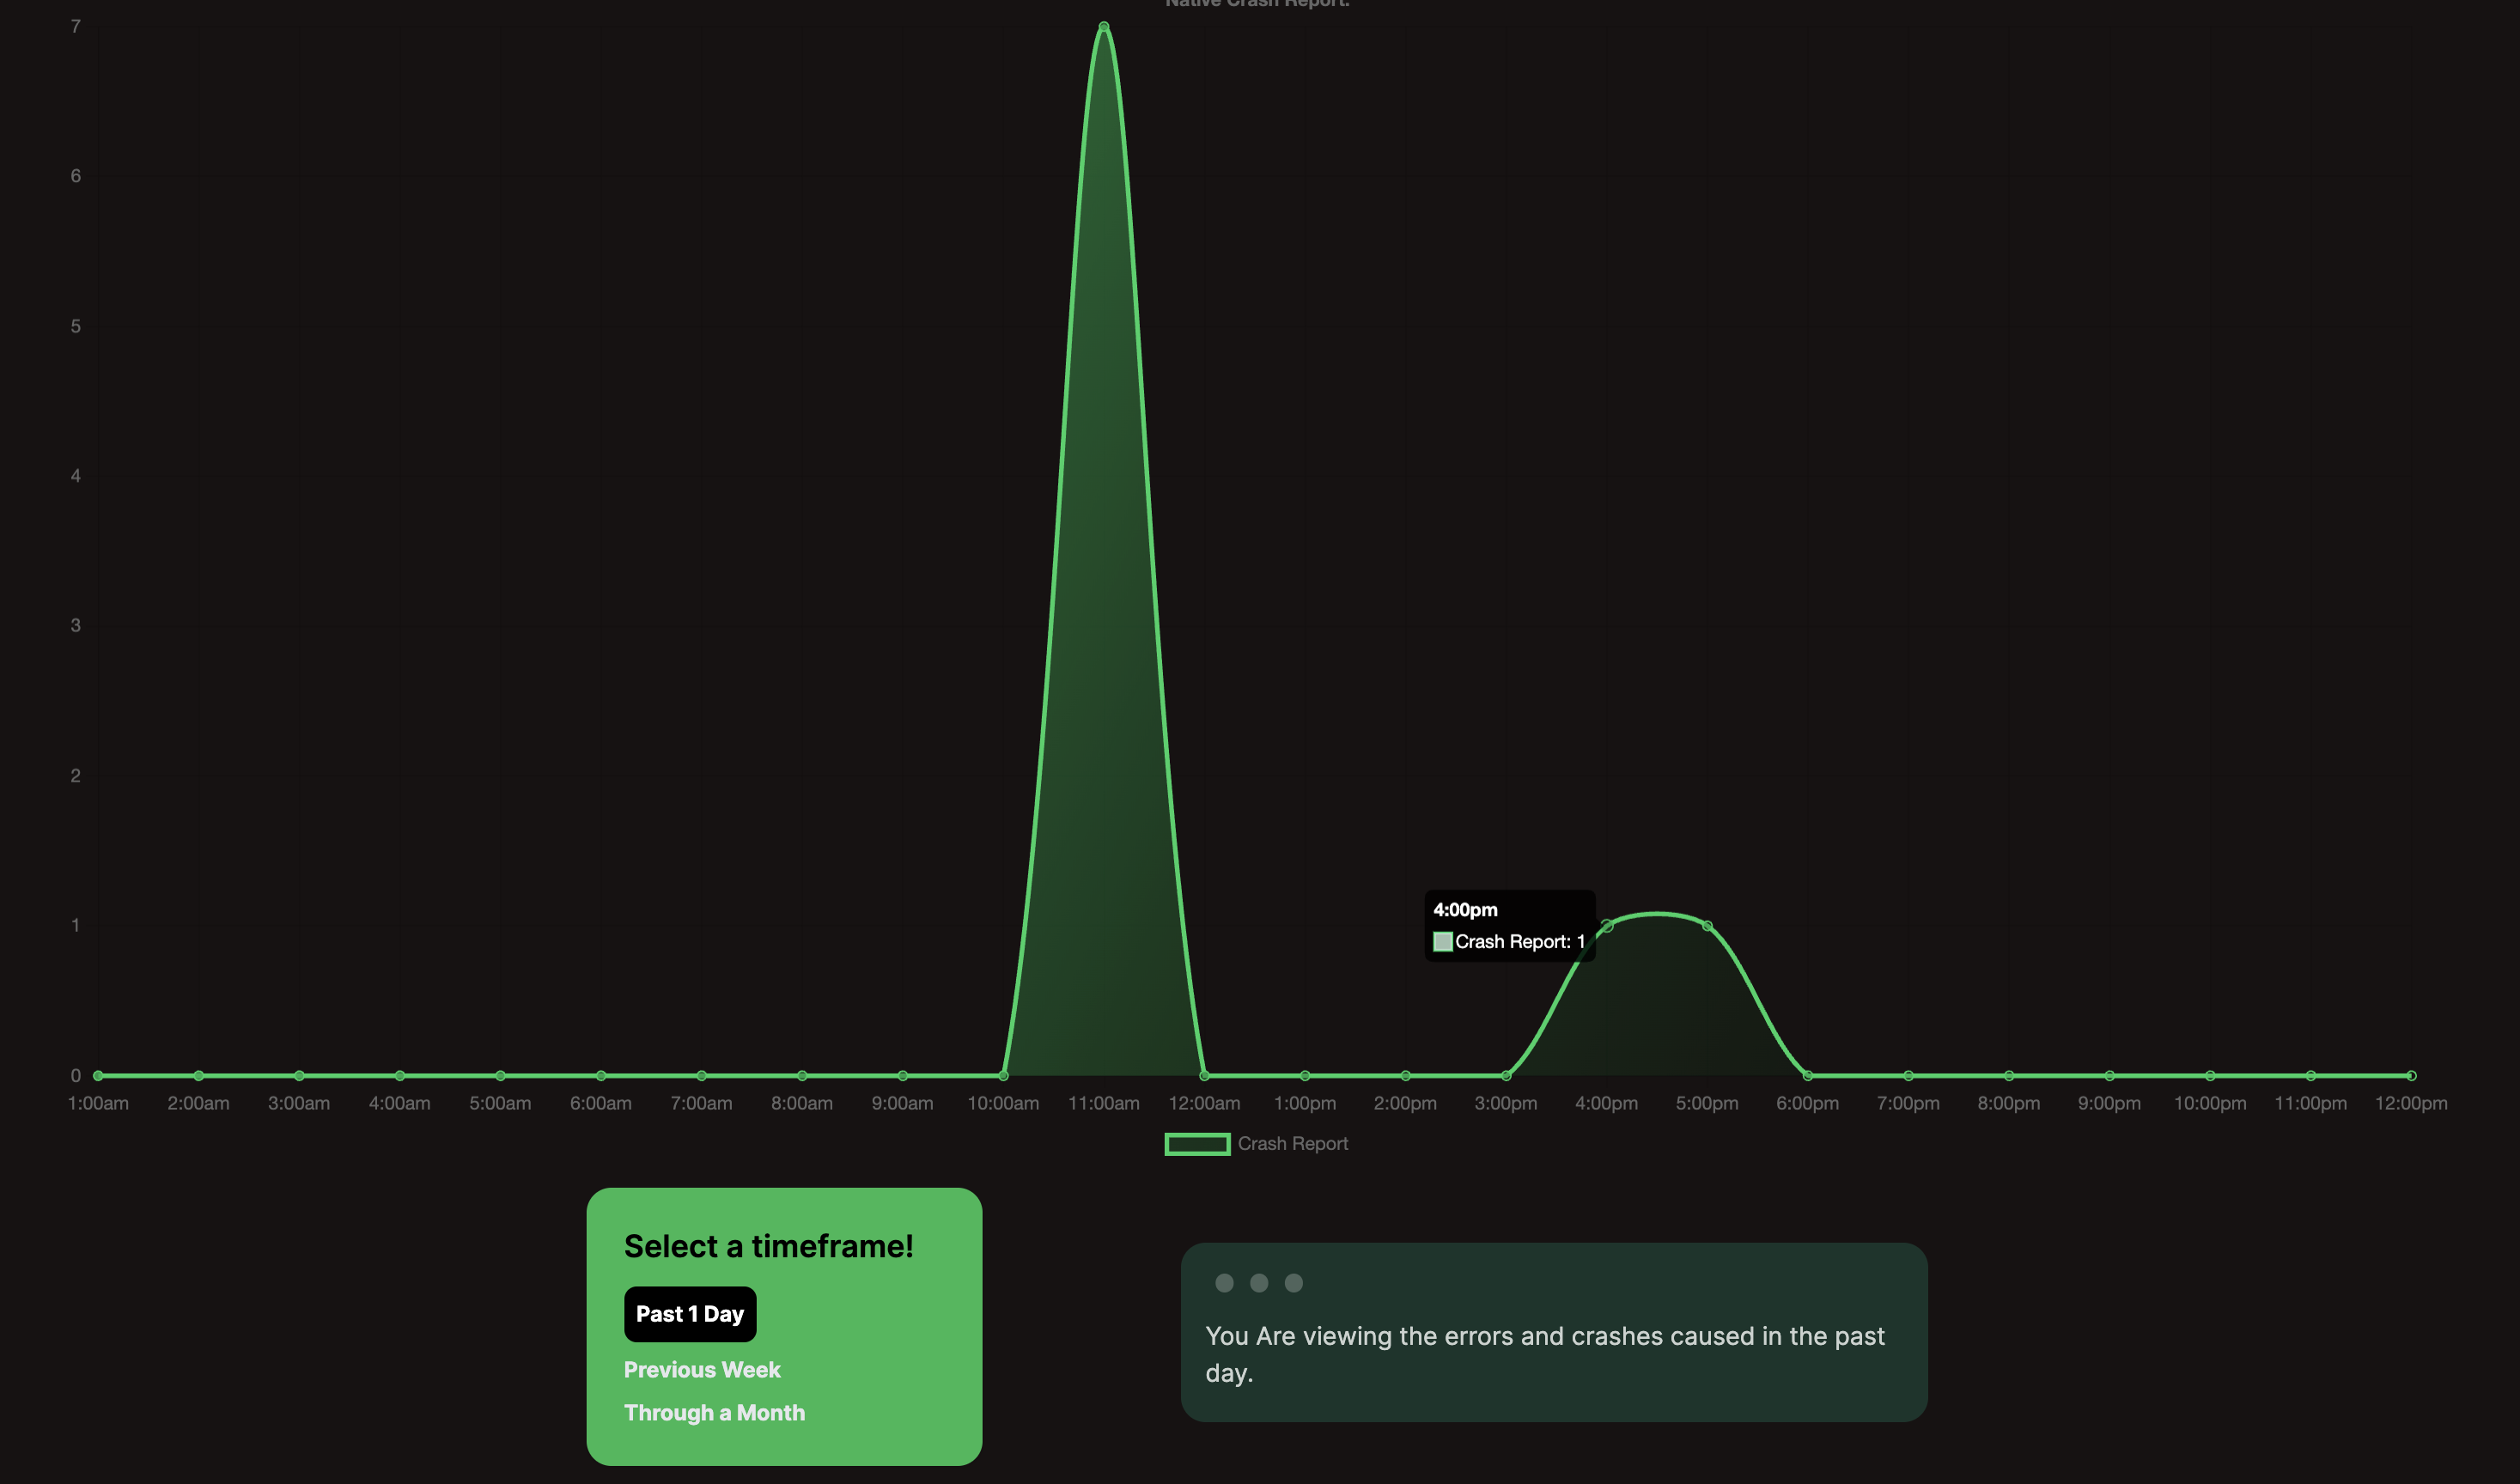 Native Crash Report.
7
6
5
4
3
2
1
0
4:00pm
Crash Report: 1
1:00am 2:00am 3:00am 4:00am 5:00am 6:00am 7:00am 8:00am 9:00am 10:00am 11:00am 12:00am 1:00pm 2:00pm 3:00pm 4:00pm 5:00pm 6:00pm 7:00pm 8:00pm 9:00pm 10:00pm 11:00pm 12:00pm
Crash Report
Select a timeframe!
Past 1 Day
Previous Week
Through a Month
You Are viewing the errors and crashes caused in the past
day.